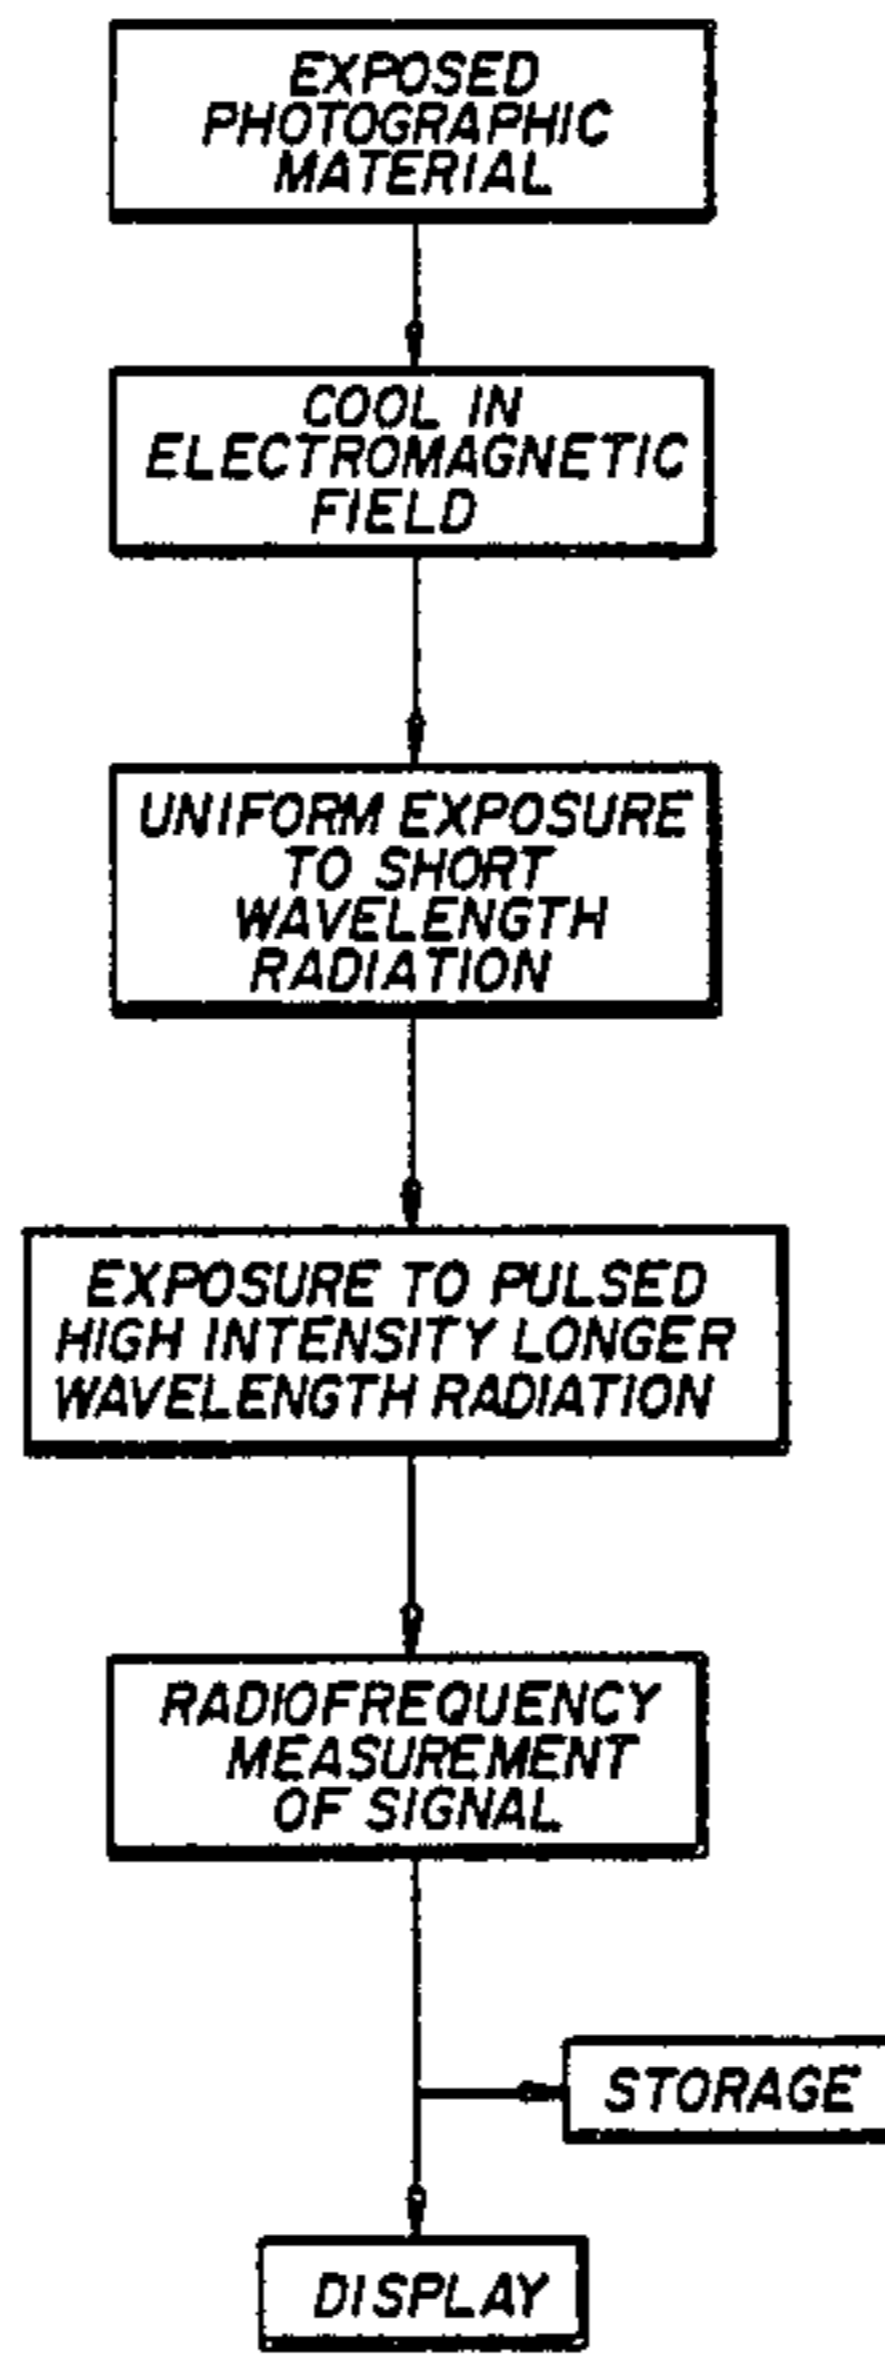 EXPOSED
PHOTOGRAPHIC
MATERIAL
COOL IN
ELECTROMAGNETIC
FIELD
UNIFORM EXPOSURE
TO SHORT
WAVELENGTH
RADIATION
EXPOSURE TO PULSED
HIGH INTENSITY LONGER
WAVELENGTH RADIATION
RADIOFREQUENCY
MEASUREMENT
OF SIGNAL
STORAGE
DISPLAY